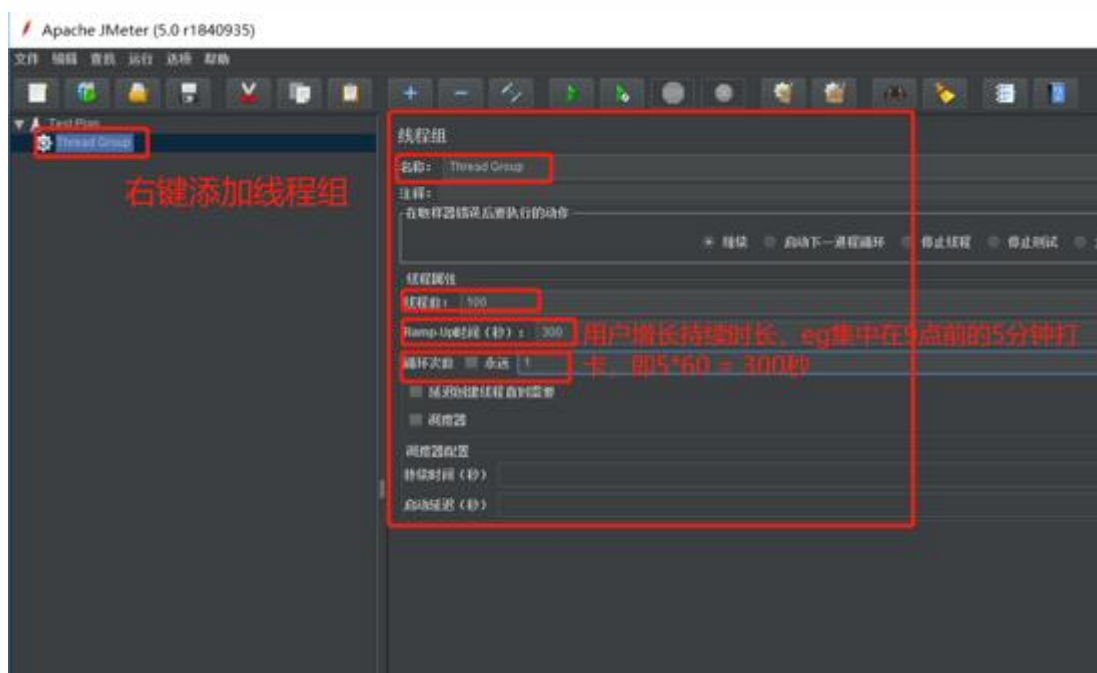 Apache JMeter (5.0 r1840935)
文件 编辑 查找 运行 选项 帮助
Test Plan
Thread Group
右键添加线程组
线程组
名称： Thread Group
注释：
在取样器错误后要执行的动作
继续 启动下一进程循环 停止线程 停止测试
线程属性
线程数：
Ramp-Up时间（秒）： 300
用户增长持续时长，eg集中在9点前的5分钟打
卡，即5*60 = 300秒
循环次数 永远 1
延迟创建线程直到需要
调度器
调度器配置
持续时间（秒）
启动延迟（秒）